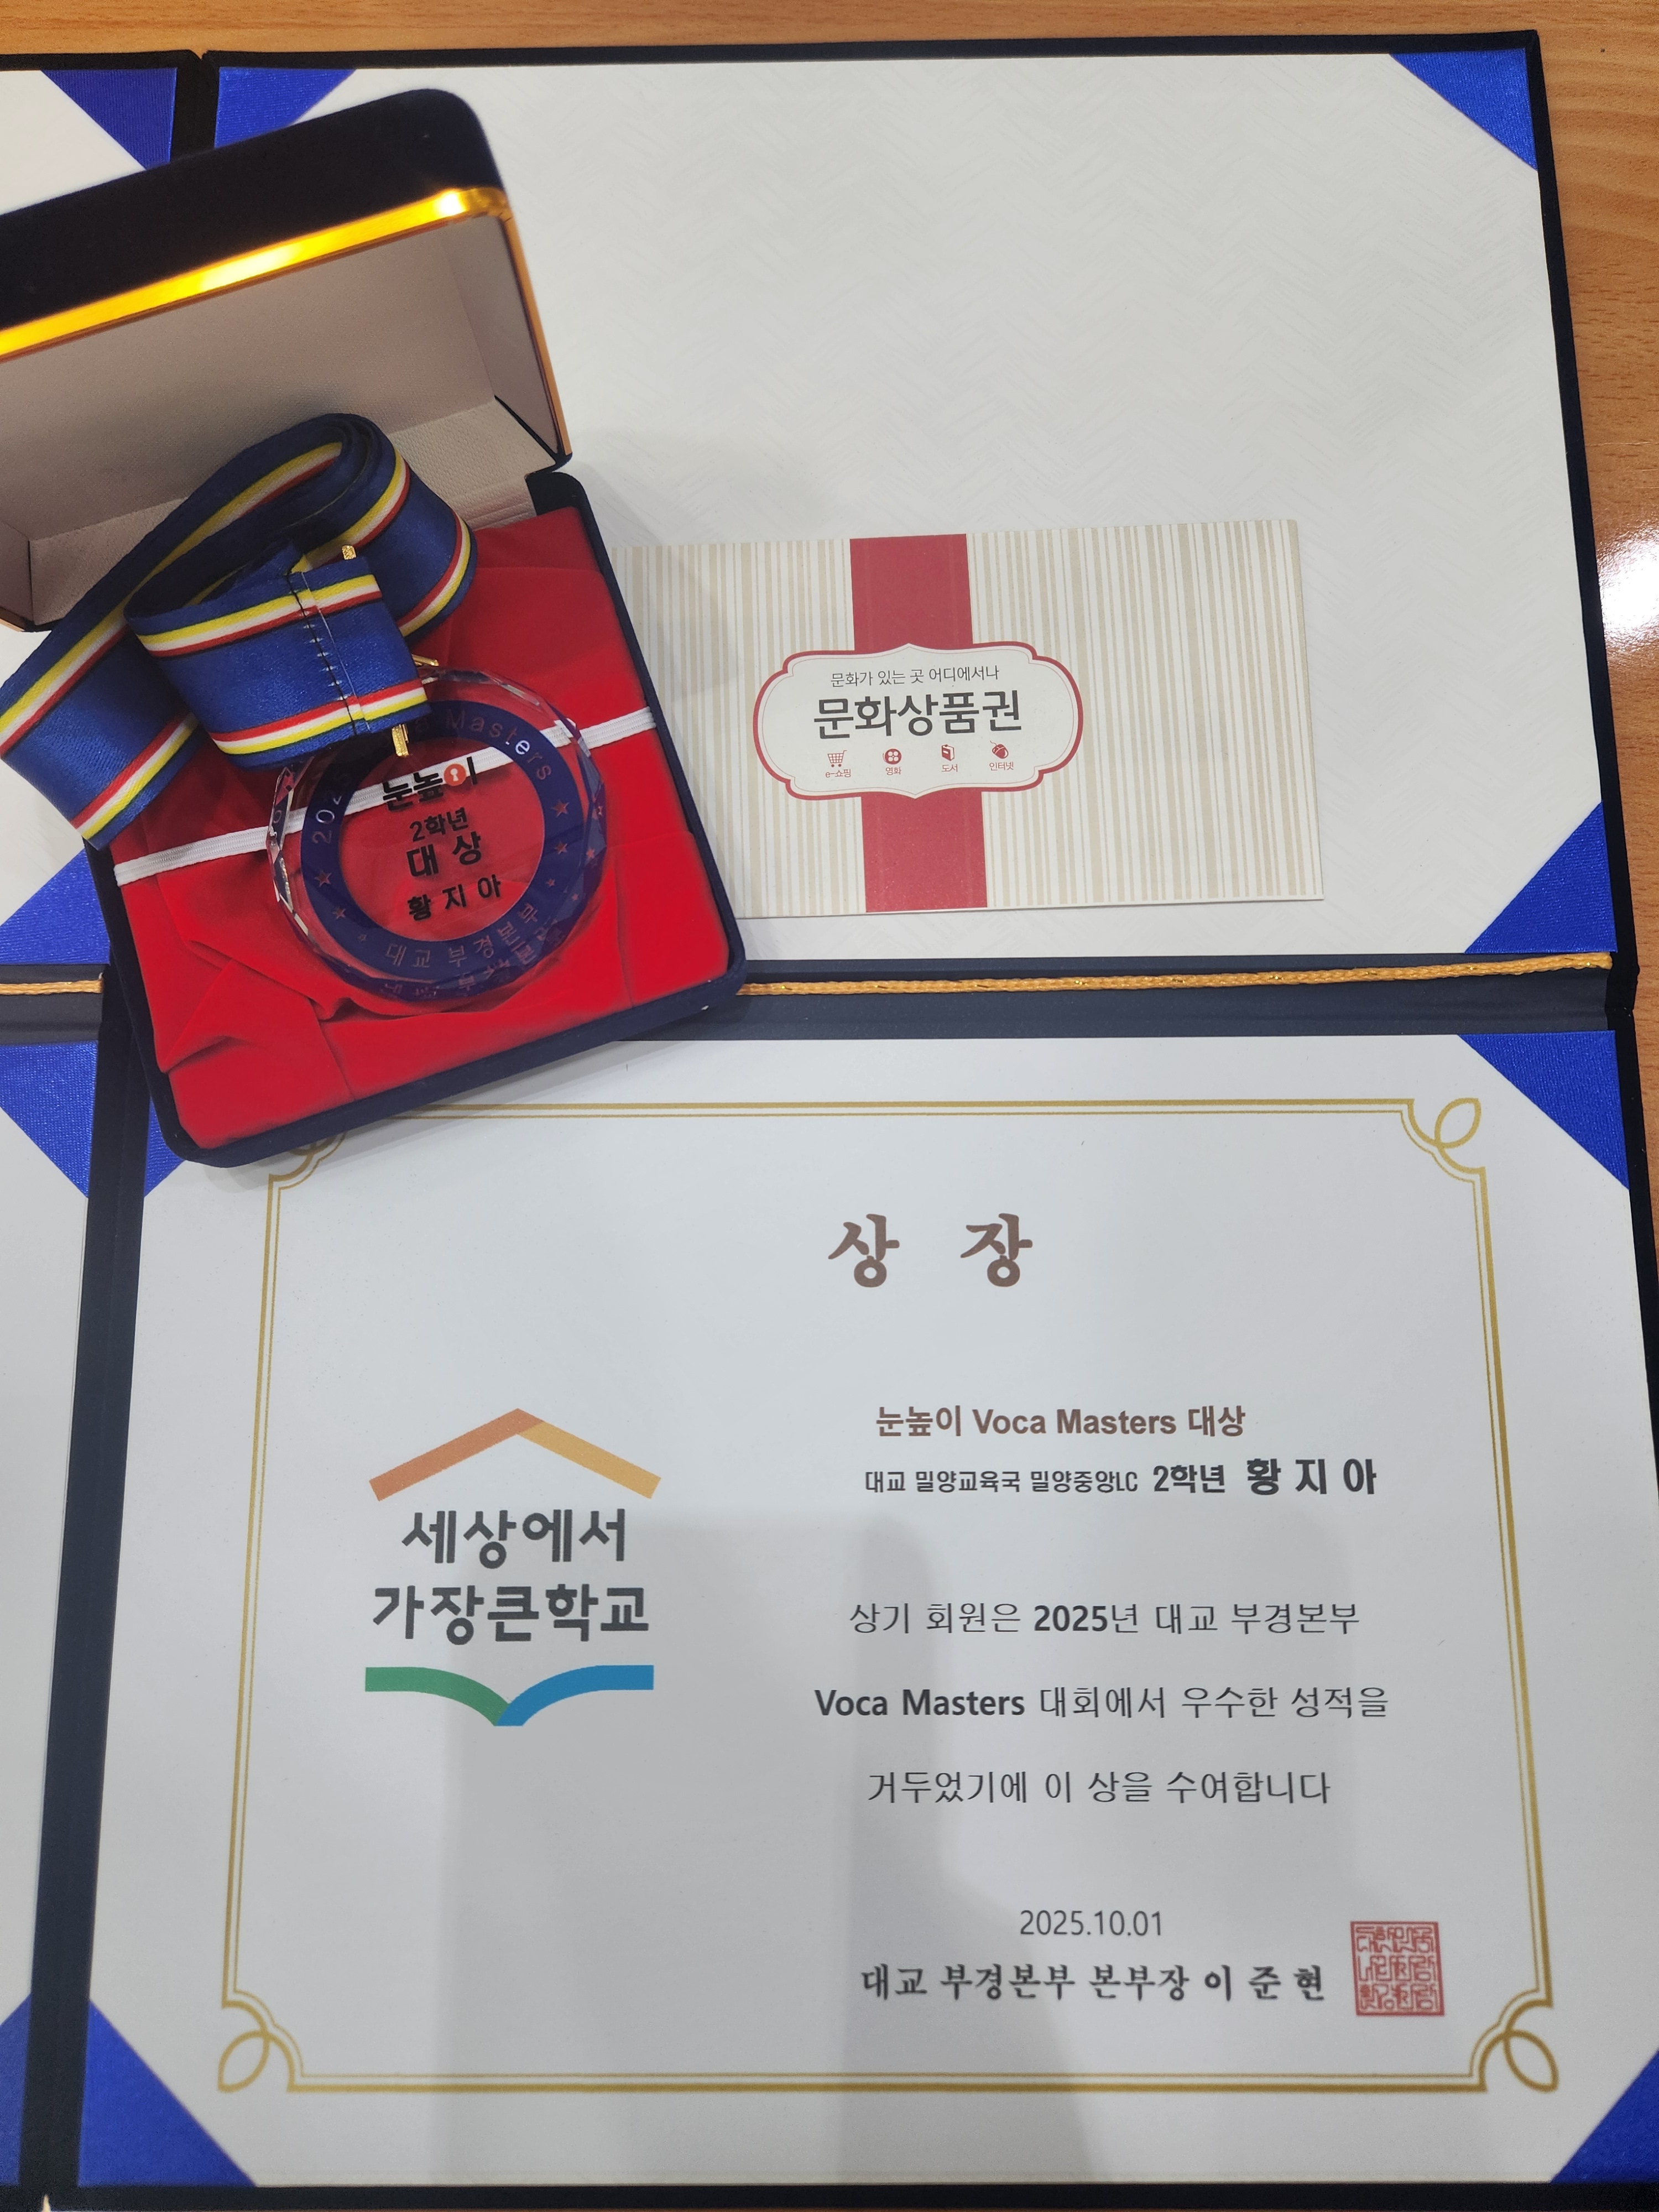 문화가 있는 곳 어디에서나
문화상품권
e-쇼핑 영화 도서 인터넷
Masters
눈높이
2학년
대상
황지아
대교 부경본부
상 장
눈높이 Voca Masters 대상
대교 밀양교육국 밀양중앙LC 2학년 황 지 아
세상에서
가장큰학교
상기 회원은 2025년 대교 부경본부
Voca Masters 대회에서 우수한 성적을
거두었기에 이 상을 수여합니다
2025.10.01
대교 부경본부 본부장 이 준 현